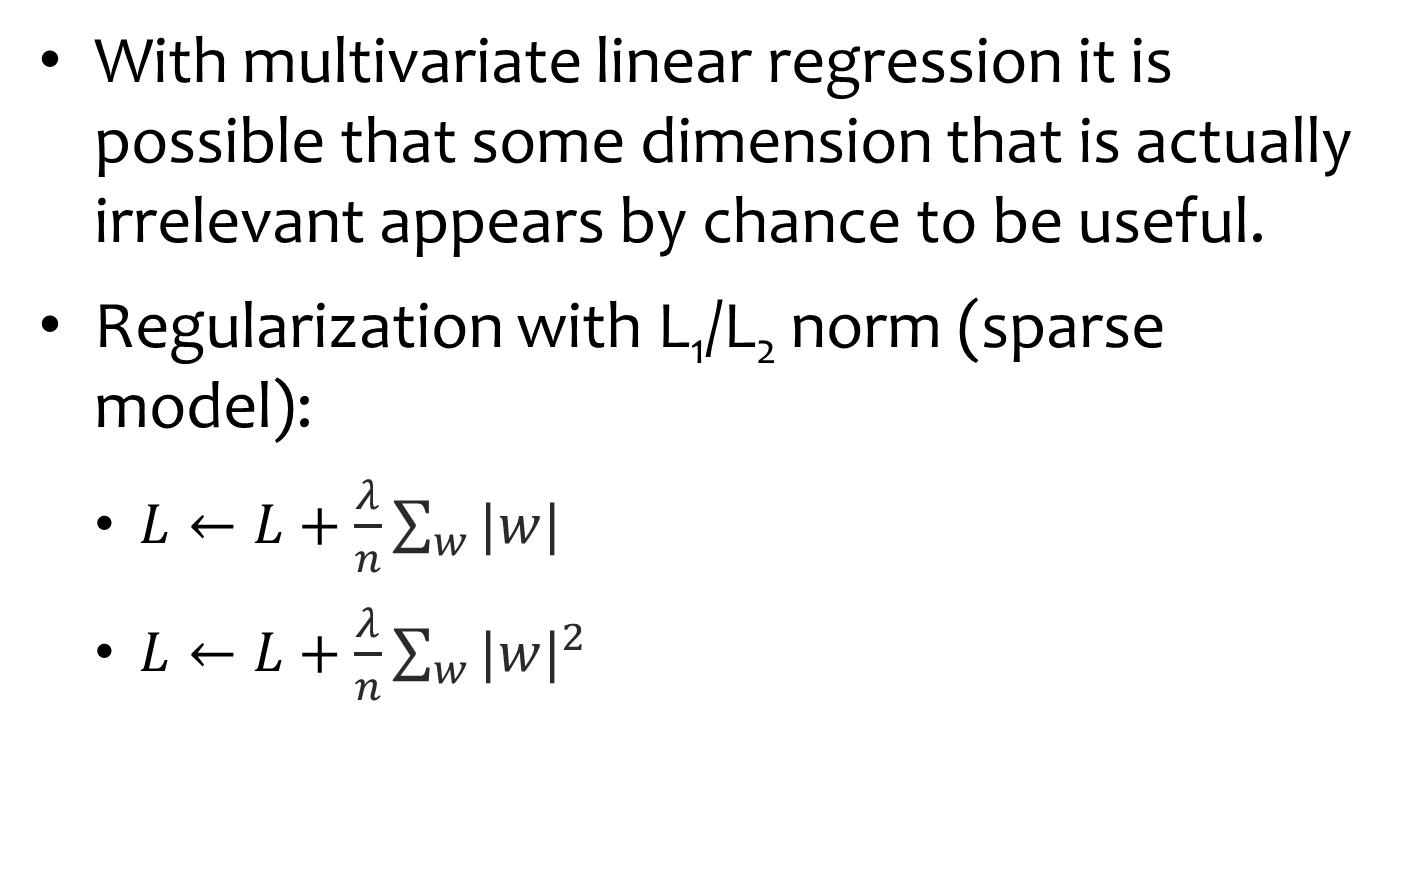 • With multivariate linear regression it is
possible that some dimension that is actually
irrelevant appears by chance to be useful.
• Regularization with L₁/L₂ norm (sparse
model):
• L ← L + λ/n ∑w |w|
• L ← L + λ/n ∑w |w|²